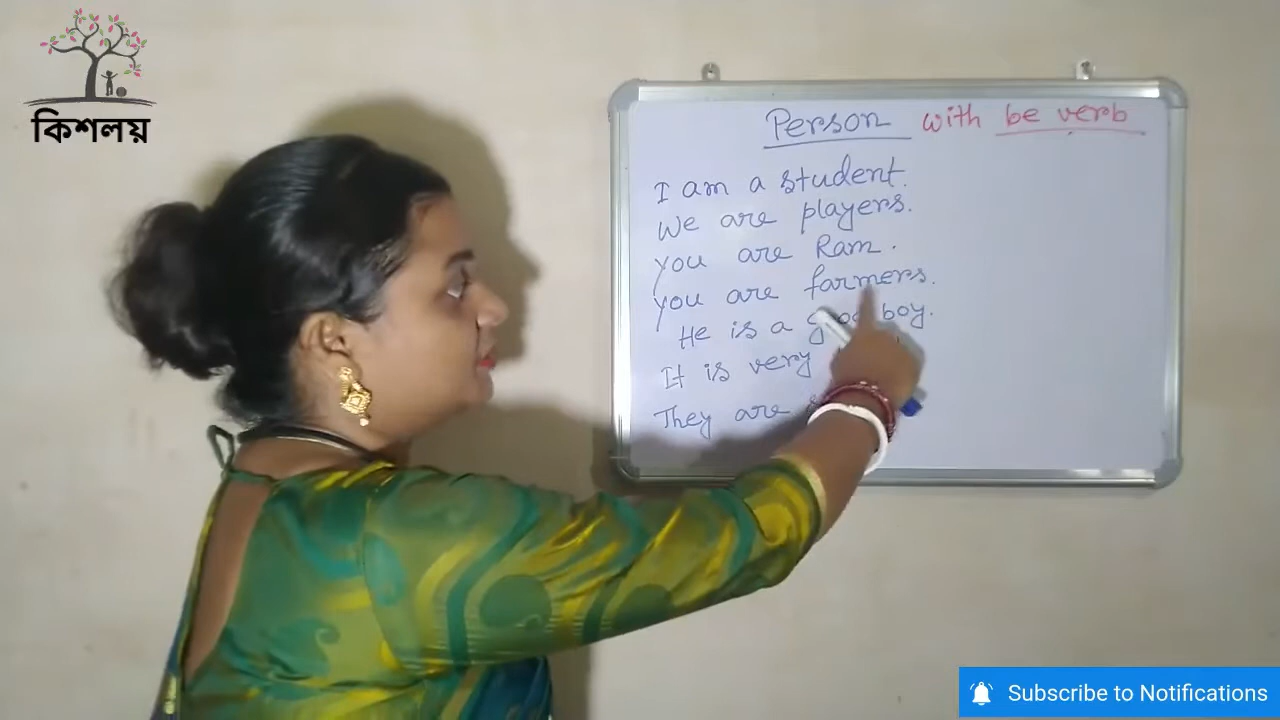 কিশলয়
Person with be verb
I am a student.
We are players.
you are Ram.
you are farmers.
He is a boy.
It is very
They are
Subscribe to Notifications